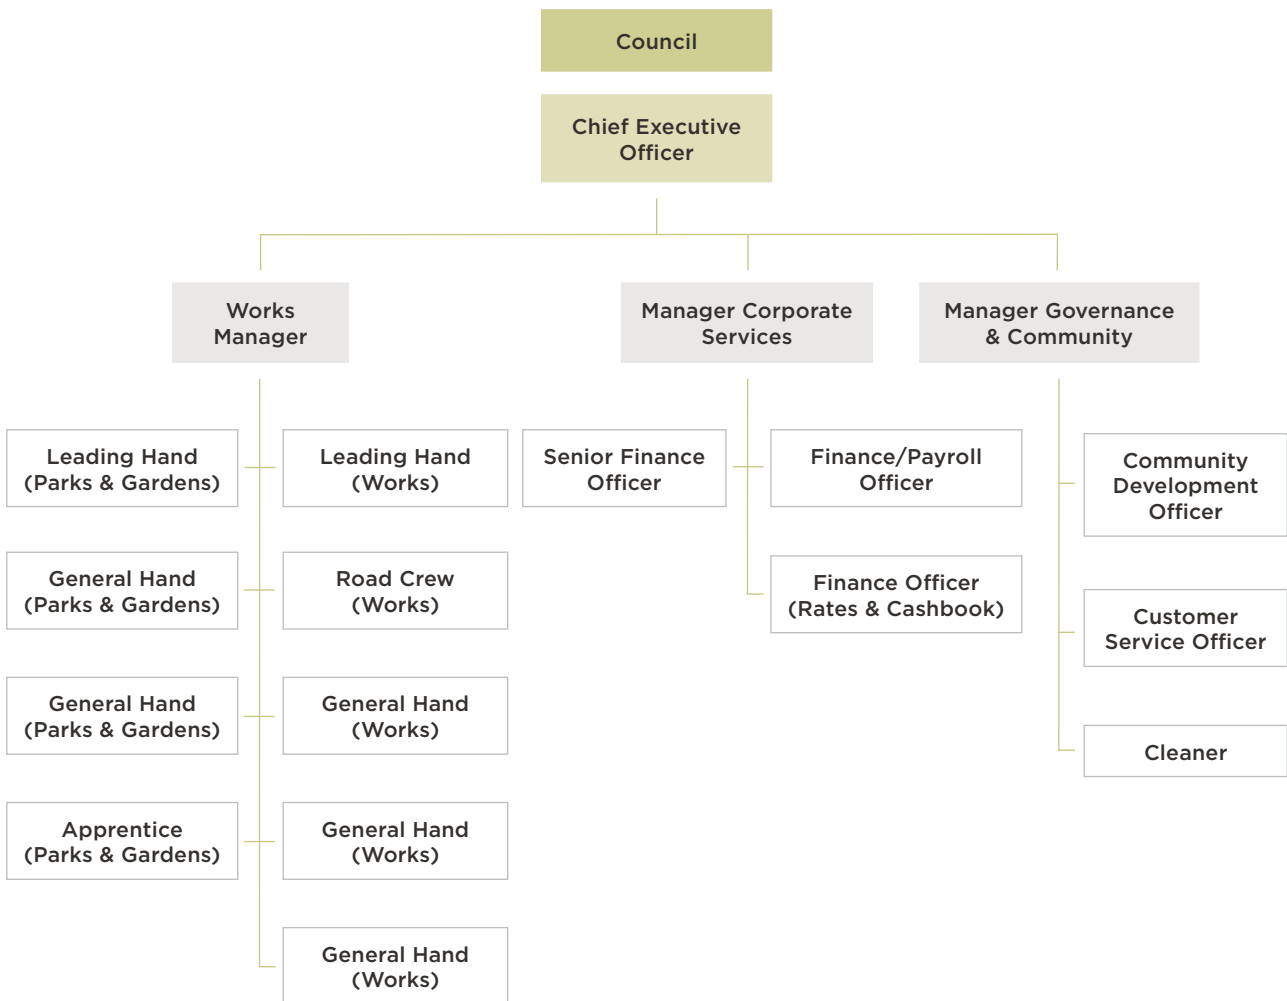 Council
Chief Executive
Officer
Works
Manager
Manager Corporate
Services
Manager Governance
& Community
Leading Hand
(Parks & Gardens)
Leading Hand
(Works)
Senior Finance
Officer
Finance/Payroll
Officer
Community
Development
Officer
General Hand
(Parks & Gardens)
Road Crew
(Works)
Finance Officer
(Rates & Cashbook)
Customer
Service Officer
General Hand
(Parks & Gardens)
General Hand
(Works)
Cleaner
Apprentice
(Parks & Gardens)
General Hand
(Works)
General Hand
(Works)